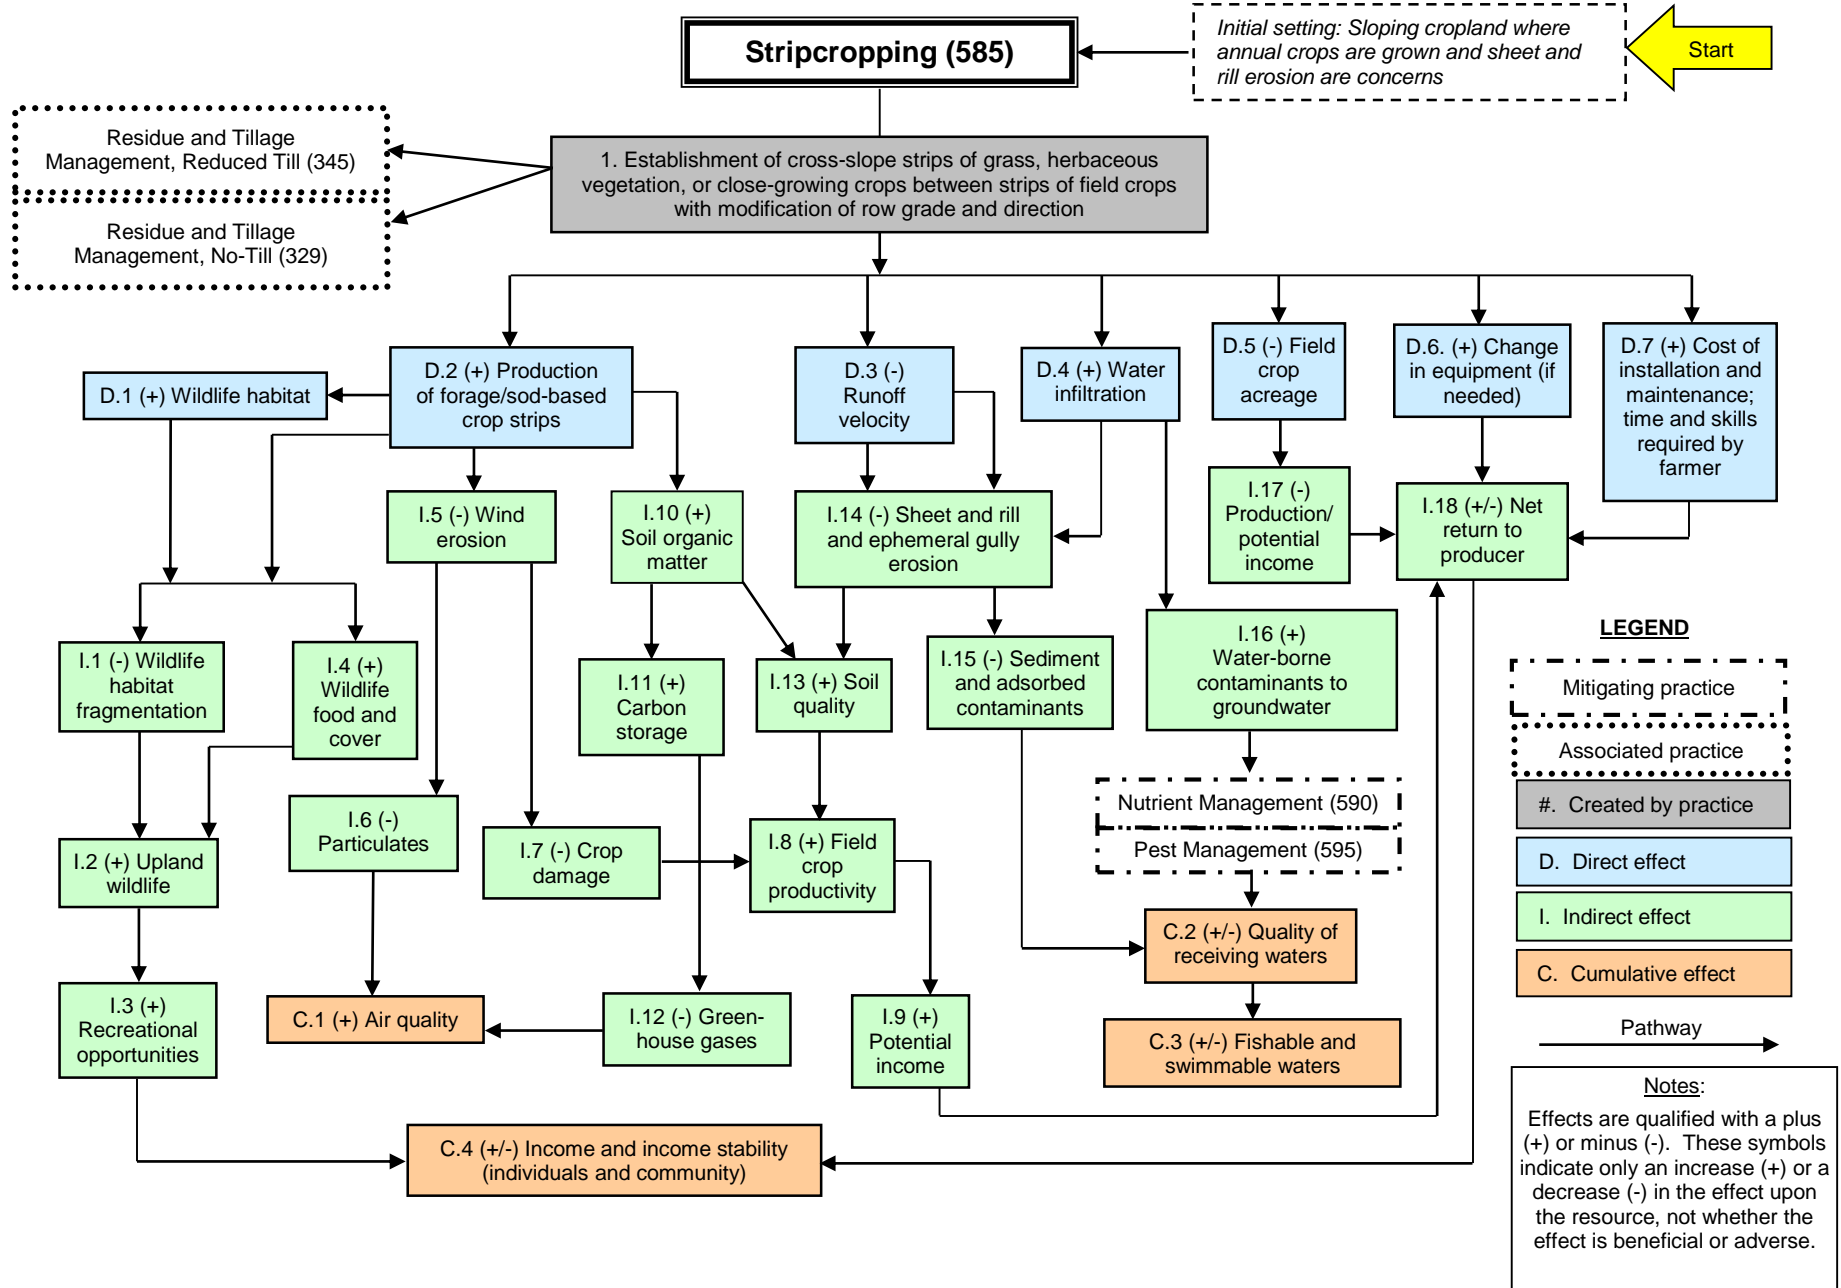 Stripcropping (585)
Initial setting: Sloping cropland where
annual crops are grown and sheet and
rill erosion are concerns
Start
Residue and Tillage
Management, Reduced Till (345)
Residue and Tillage
Management, No-Till (329)
1. Establishment of cross-slope strips of grass, herbaceous
vegetation, or close-growing crops between strips of field crops
with modification of row grade and direction
D.1 (+) Wildlife habitat
D.2 (+) Production
of forage/sod-based
crop strips
D.3 (-)
Runoff
velocity
D.4 (+) Water
infiltration
D.5 (-) Field
crop
acreage
D.6. (+) Change
in equipment (if
needed)
D.7 (+) Cost of
installation and
maintenance;
time and skills
required by
farmer
I.5 (-) Wind
erosion
I.10 (+)
Soil organic
matter
I.14 (-) Sheet and rill
and ephemeral gully
erosion
I.17 (-)
Production/
potential
income
I.18 (+/-) Net
return to
producer
I.1 (-) Wildlife
habitat
fragmentation
I.4 (+)
Wildlife
food and
cover
I.11 (+)
Carbon
storage
I.13 (+) Soil
quality
I.15 (-) Sediment
and adsorbed
contaminants
I.16 (+)
Water-borne
contaminants to
groundwater
I.2 (+) Upland
wildlife
I.6 (-)
Particulates
I.7 (-) Crop
damage
I.8 (+) Field
crop
productivity
Nutrient Management (590)
Pest Management (595)
C.2 (+/-) Quality of
receiving waters
I.3 (+)
Recreational
opportunities
C.1 (+) Air quality
I.12 (-) Green-
house gases
I.9 (+)
Potential
income
C.3 (+/-) Fishable and
swimmable waters
C.4 (+/-) Income and income stability
(individuals and community)
LEGEND
Mitigating practice
Associated practice
#. Created by practice
D. Direct effect
I. Indirect effect
C. Cumulative effect
Pathway
Notes:
Effects are qualified with a plus
(+) or minus (-). These symbols
indicate only an increase (+) or a
decrease (-) in the effect upon
the resource, not whether the
effect is beneficial or adverse.